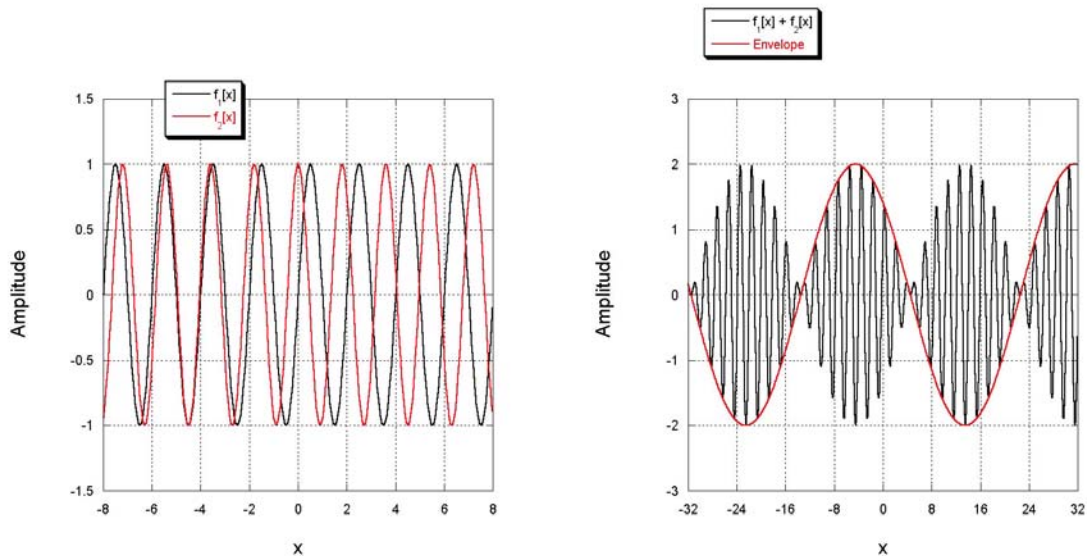 f₁[x]
f₂[x]
Amplitude
1.5
1
0.5
0
-0.5
-1
-1.5
-8 -6 -4 -2 0 2 4 6 8
x
f₁[x] + f₂[x]
Envelope
Amplitude
3
2
1
0
-1
-2
-3
-32 -24 -16 -8 0 8 16 24 32
x